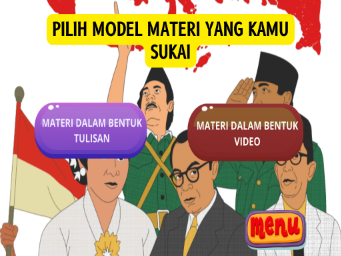 PILIH MODEL MATERI YANG KAMU
SUKAI
MATERI DALAM BENTUK
TULISAN
MATERI DALAM BENTUK
VIDEO
menu